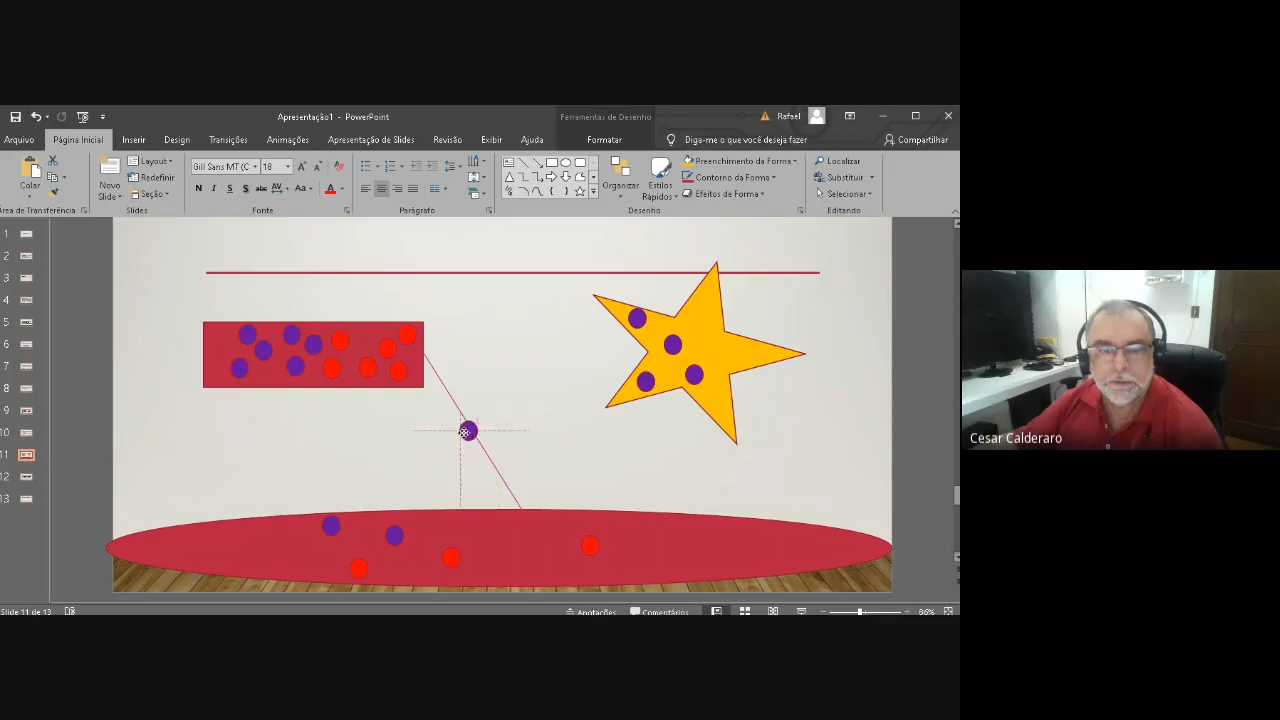 Apresentação1 - PowerPoint
Ferramentas de Desenho
Rafael
Arquivo
Página Inicial
Inserir
Design
Transições
Animações
Apresentação de Slides
Revisão
Exibir
Ajuda
Formatar
Diga-me o que você deseja fazer
Compartilhar
Colar
Novo
Slide
Layout
Redefinir
Seção
Gill Sans MT (C
18
N I S S abc AV Aa A
Organizar
Estilos
Rápidos
Preenchimento da Forma
Contorno da Forma
Efeitos de Forma
Localizar
Substituir
Selecionar
Área de Transferência
Slides
Fonte
Parágrafo
Desenho
Editando
1
2
3
4
5
6
7
8
9
10
11
12
13
Cesar Calderaro
Slide 11 de 13
Anotações
Comentários
86%